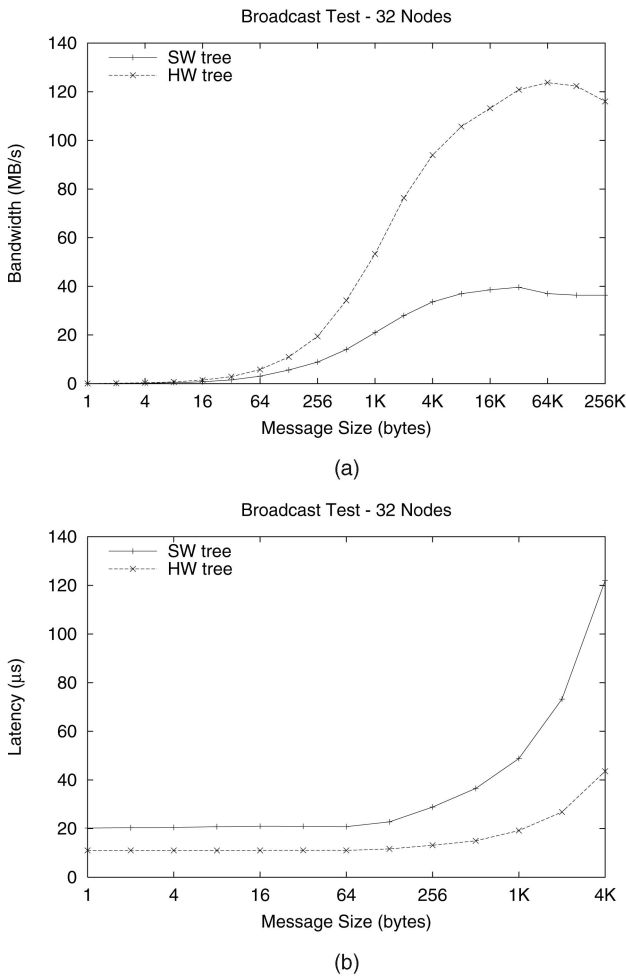 Broadcast Test - 32 Nodes
140
120
100
80
60
40
20
0
Bandwidth (MB/s)
SW tree
HW tree
1 4 16 64 256 1K 4K 16K 64K 256K
Message Size (bytes)
(a)
Broadcast Test - 32 Nodes
140
120
100
80
60
40
20
0
Latency (μs)
SW tree
HW tree
1 4 16 64 256 1K 4K
Message Size (bytes)
(b)